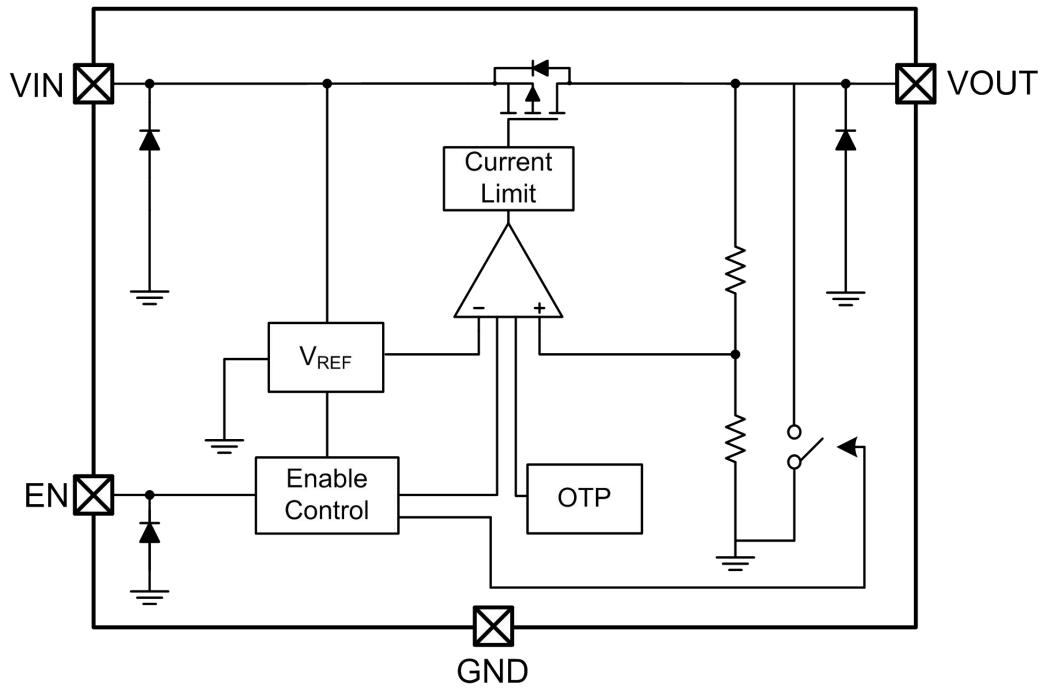 VIN
VOUT
Current
Limit
− +
VREF
EN
Enable
Control
OTP
GND